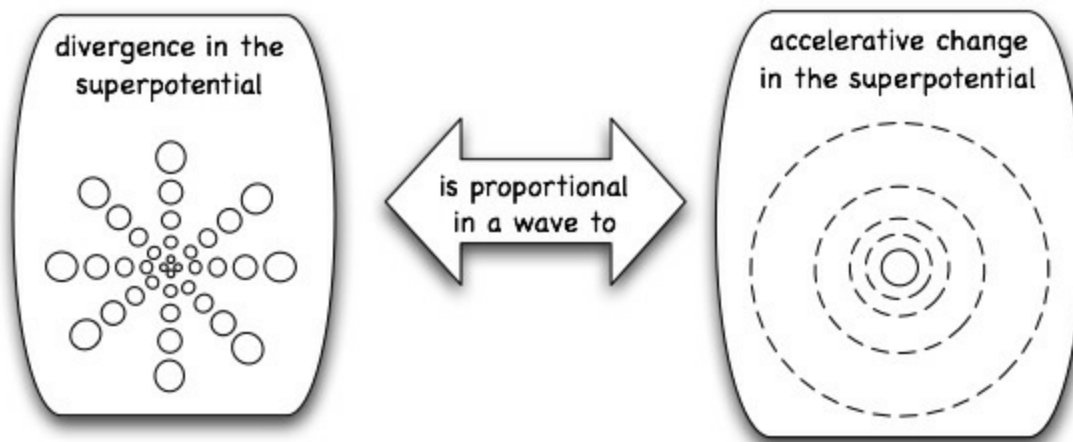 divergence in the
superpotential
is proportional
in a wave to
accelerative change
in the superpotential